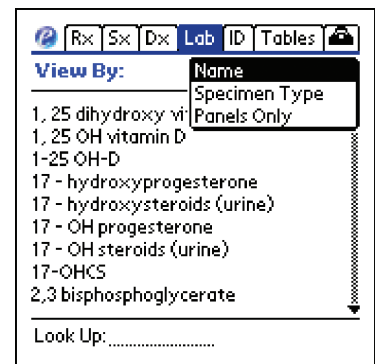 Rx Sx Dx Lab ID Tables
View By: Name
Specimen Type
Panels Only
1, 25 dihydroxy vi
1, 25 OH vitamin D
1-25 OH-D
17 - hydroxyprogesterone
17 - hydroxysteroids (urine)
17 - OH progesterone
17 - OH steroids (urine)
17-OHCS
2,3 bisphosphoglycerate
Look Up: